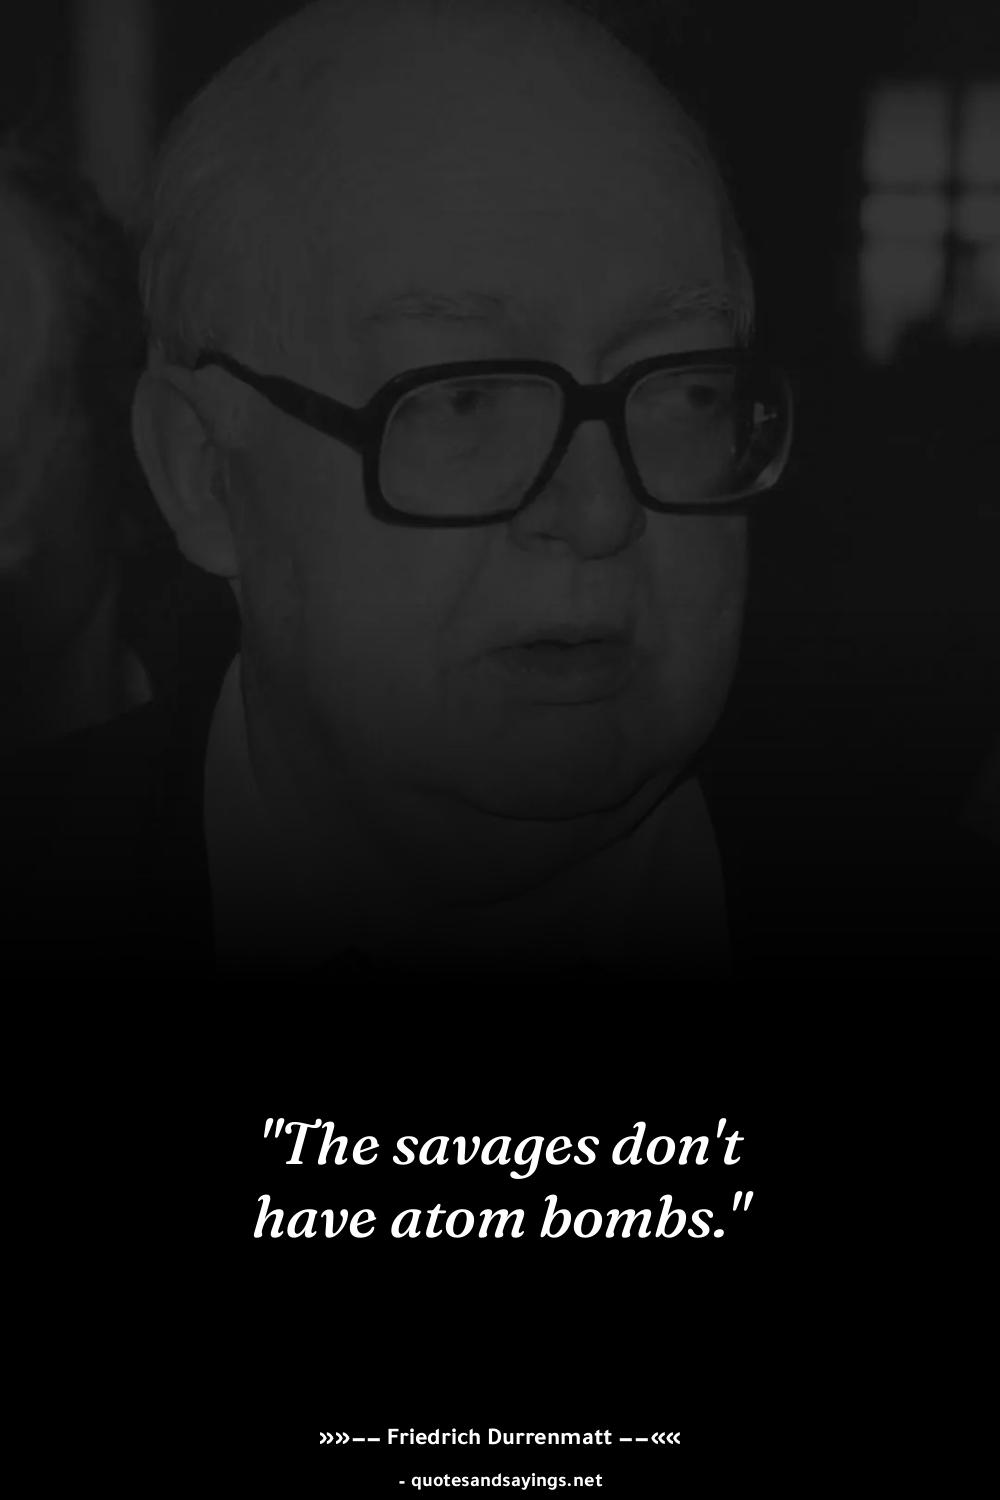 "The savages don't
have atom bombs."
»»—— Friedrich Durrenmatt ——««
- quotesandsayings.net